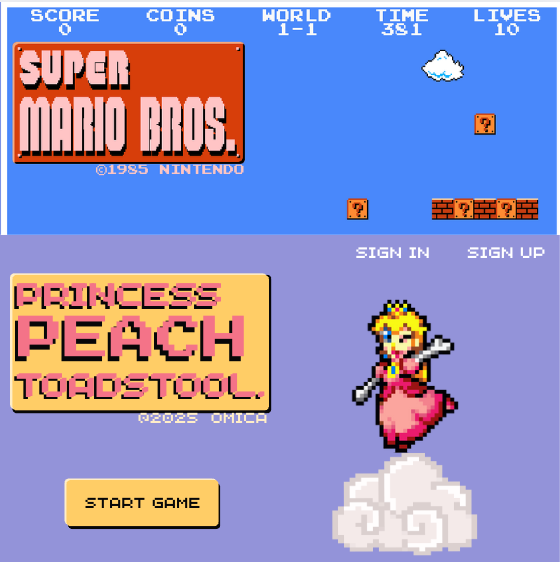 SCORE COINS WORLD TIME LIVES
0 0 1-1 381 10
SUPER
MARIO BROS.
©1985 NINTENDO
?
?
? ?
SIGN IN SIGN UP
PRINCESS
PEACH
TOADSTOOL.
©2025 OMICA
START GAME